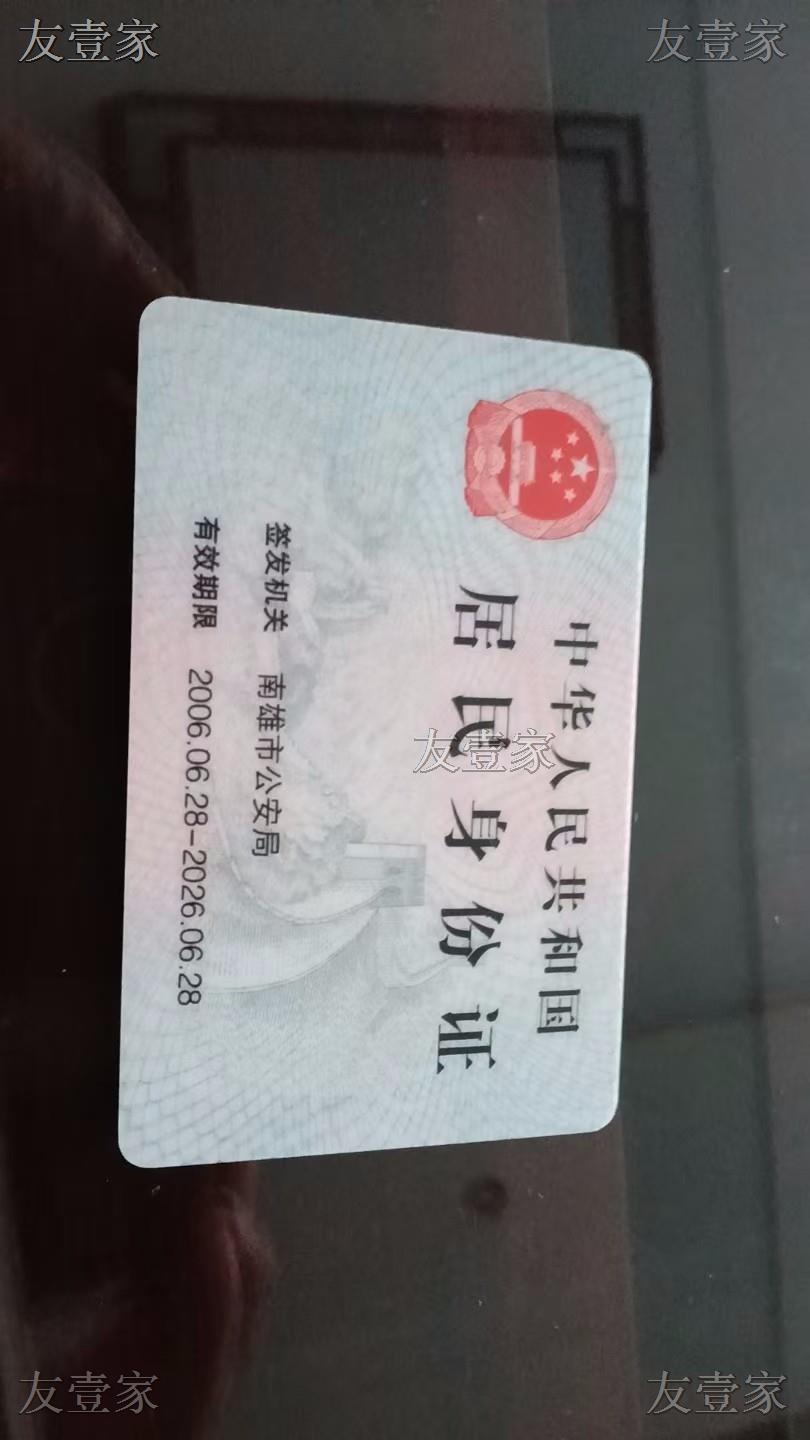 友壹家
友壹家
中华人民共和国
居民身份证
友壹家
签发机关 南雄市公安局
有效期限 2006.06.28-2026.06.28
友壹家
友壹家